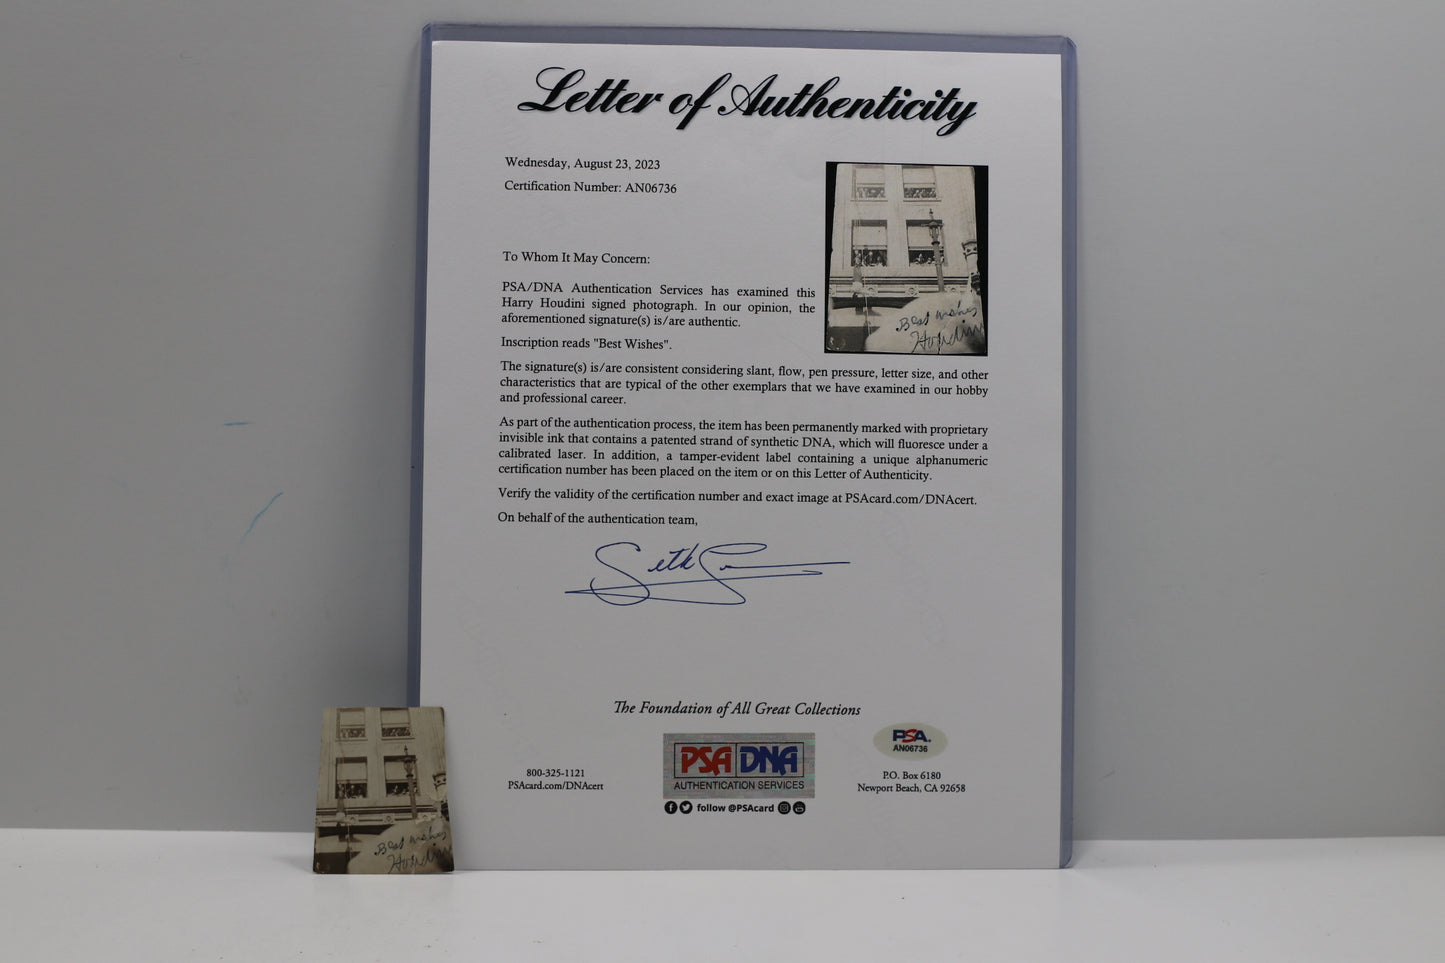 Letter of Authenticity
Wednesday, August 23, 2023
Certification Number: AN06736
Best wishes
Houdini
To Whom It May Concern:
PSA/DNA Authentication Services has examined this
Harry Houdini signed photograph. In our opinion, the
aforementioned signature(s) is/are authentic.
Inscription reads "Best Wishes".
The signature(s) is/are consistent considering slant, flow, pen pressure, letter size, and other
characteristics that are typical of the other exemplars that we have examined in our hobby
and professional career.
As part of the authentication process, the item has been permanently marked with proprietary
invisible ink that contains a patented strand of synthetic DNA, which will fluoresce under a
calibrated laser. In addition, a tamper-evident label containing a unique alphanumeric
certification number has been placed on the item or on this Letter of Authenticity.
Verify the validity of the certification number and exact image at PSAcard.com/DNAcert.
On behalf of the authentication team,
Seth
The Foundation of All Great Collections
800-325-1121
PSAcard.com/DNAcert
PSA DNA
AUTHENTICATION SERVICES
follow @PSAcard
PSA.
AN06736
P.O. Box 6180
Newport Beach, CA 92658
Best wishes
Houdini